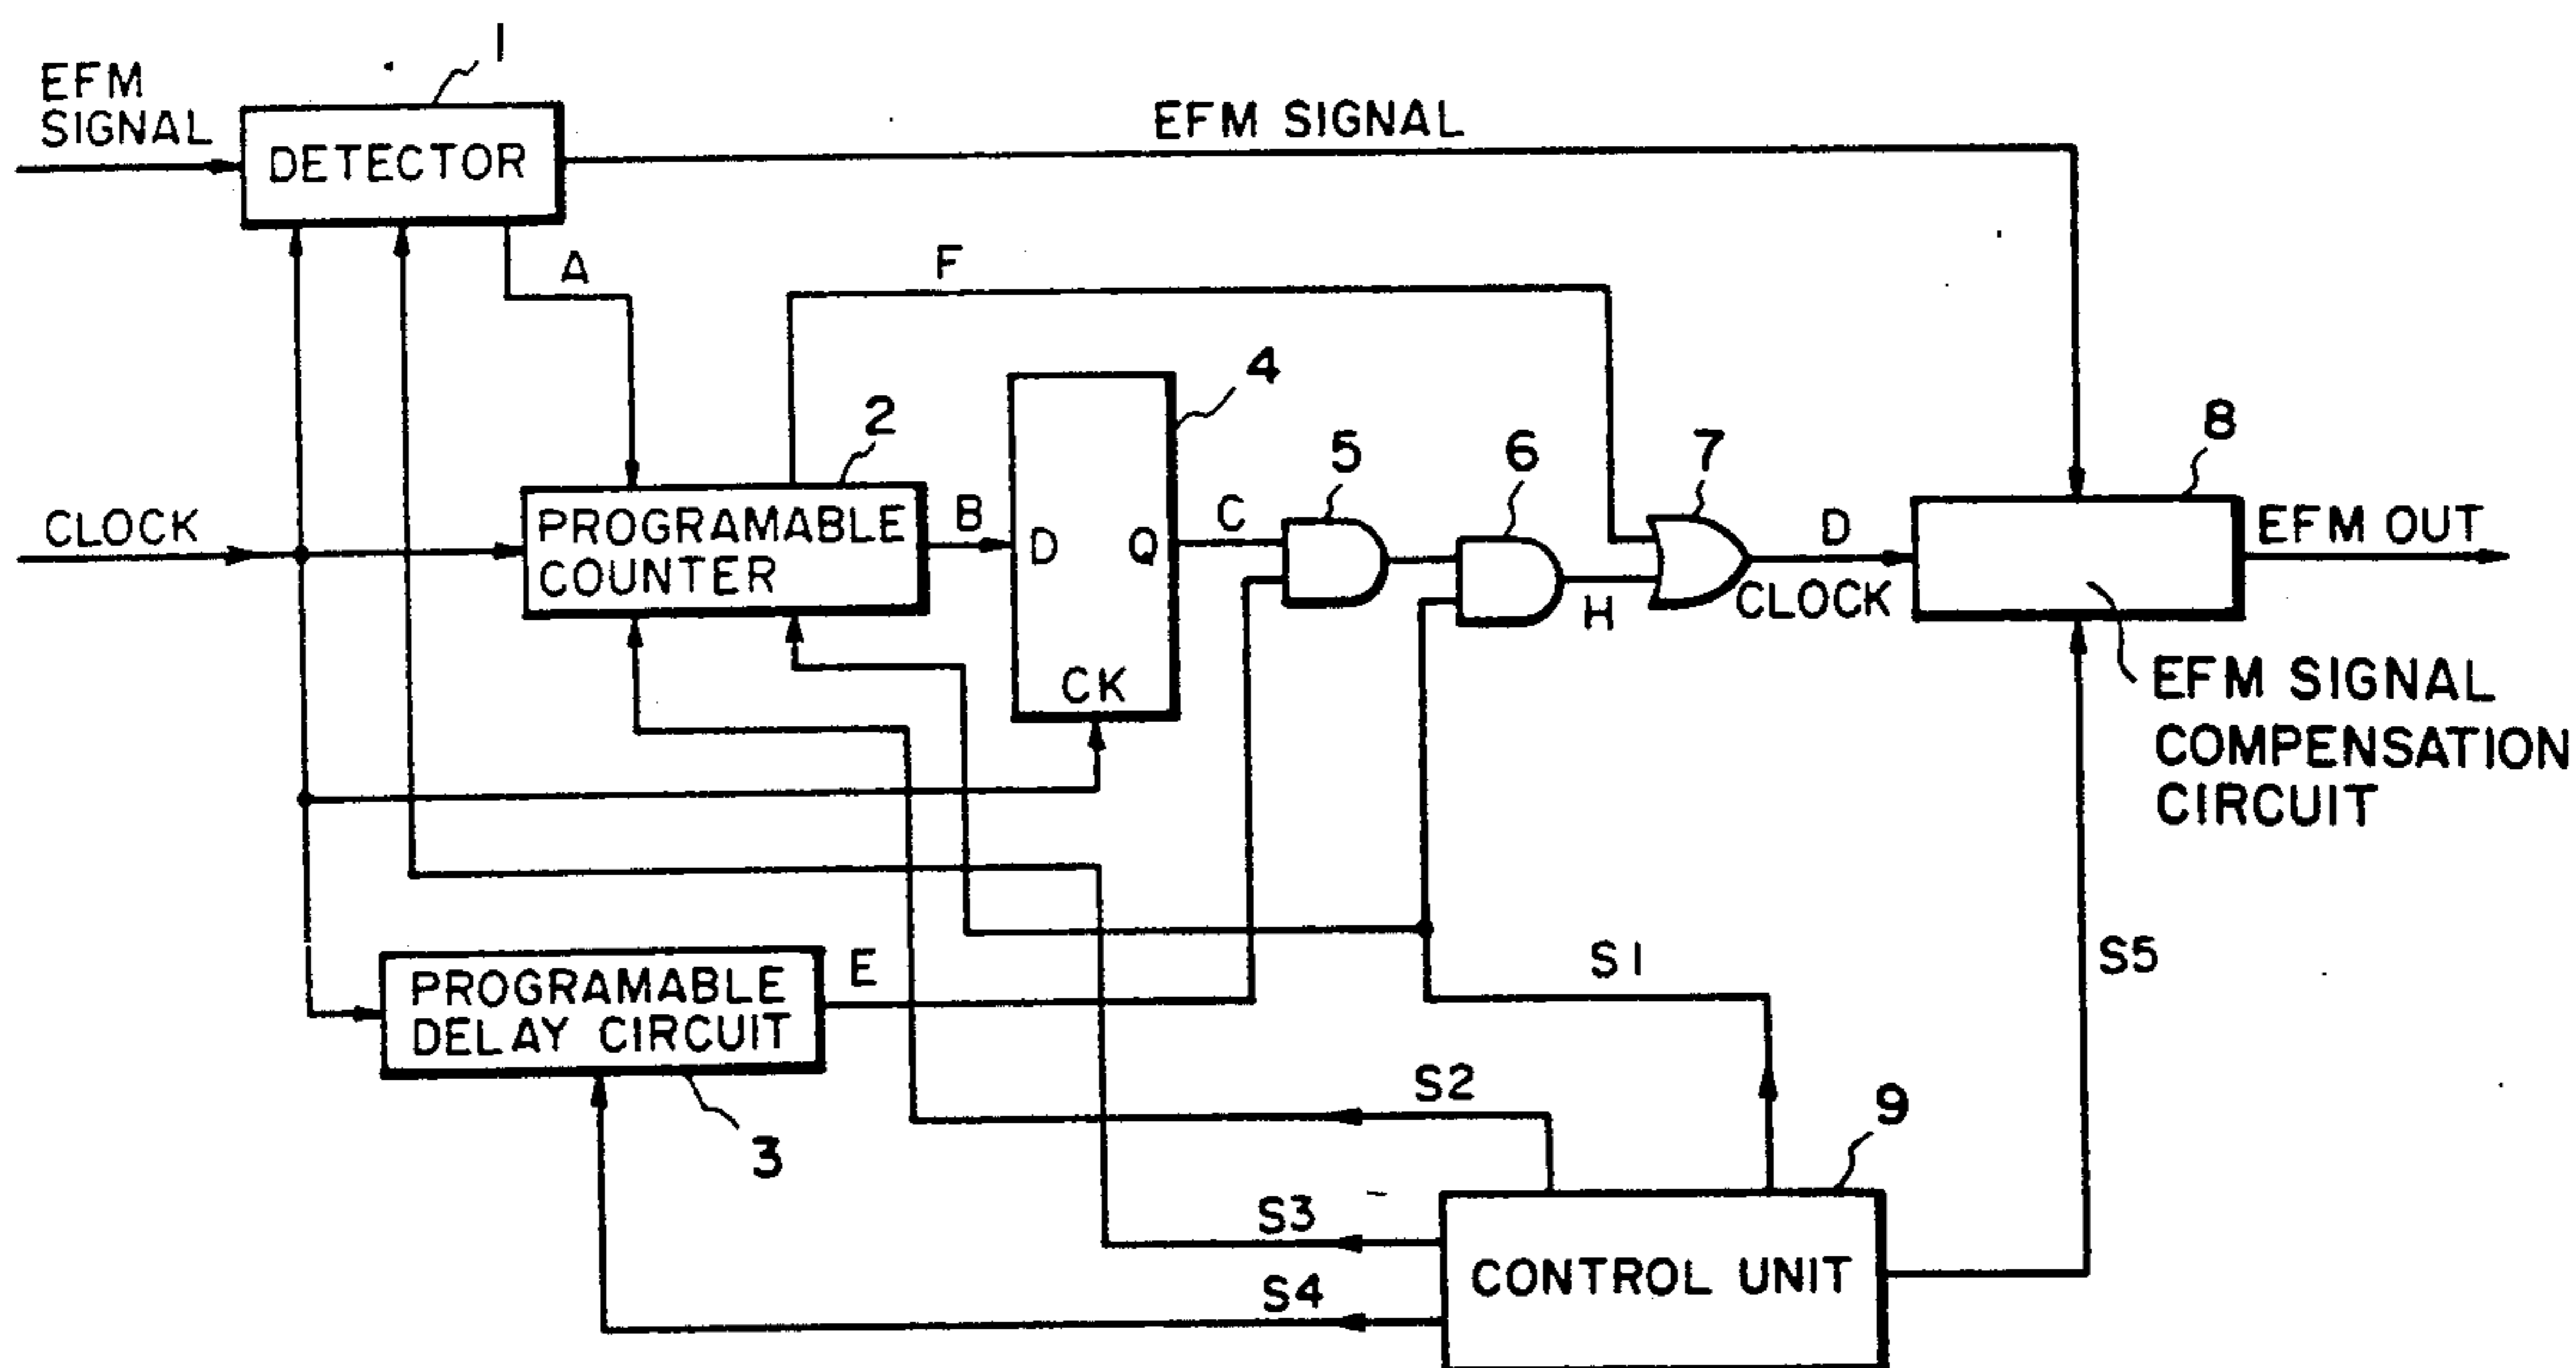 1
EFM
SIGNAL
DETECTOR
EFM SIGNAL
A
F
4
2
5
6
7
8
CLOCK
PROGRAMABLE
COUNTER
B
D
Q
CK
C
H
D
CLOCK
EFM OUT
EFM SIGNAL
COMPENSATION
CIRCUIT
PROGRAMABLE
DELAY CIRCUIT
E
3
S1
S2
S3
S4
S5
9
CONTROL UNIT